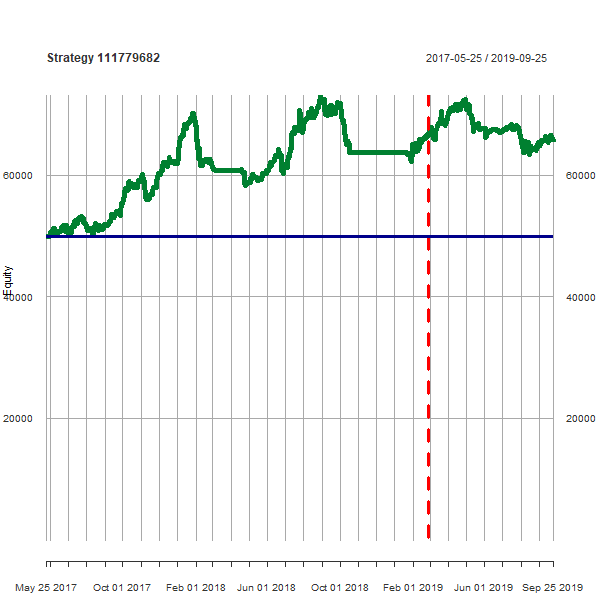 Strategy 111779682
2017-05-25 / 2019-09-25
60000
60000
Equity
40000
40000
20000
20000
May 25 2017
Oct 01 2017
Feb 01 2018
Jun 01 2018
Oct 01 2018
Feb 01 2019
Jun 01 2019
Sep 25 2019